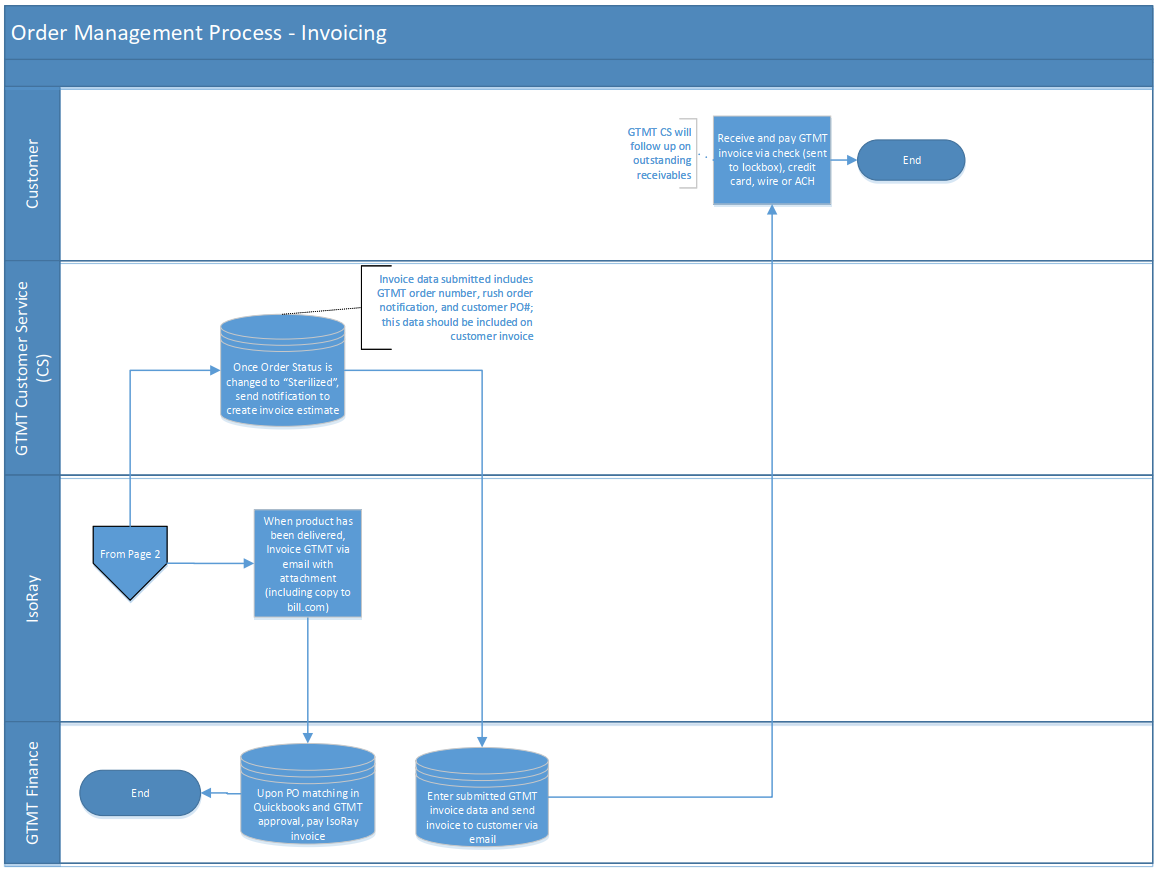 Order Management Process - Invoicing
Customer
GTMT CS will
follow up on
outstanding
receivables
Receive and pay GTMT
invoice via check (sent
to lockbox), credit
card, wire or ACH
End
GTMT Customer Service
(CS)
Invoice data submitted includes
GTMT order number, rush order
notification, and customer PO#;
this data should be included on
customer invoice
Once Order Status is
changed to “Sterilized”,
send notification to
create invoice estimate
IsoRay
From Page 2
When product has
been delivered,
Invoice GTMT via
email with
attachment
(including copy to
bill.com)
GTMT Finance
End
Upon PO matching in
Quickbooks and GTMT
approval, pay IsoRay
invoice
Enter submitted GTMT
invoice data and send
invoice to customer via
email